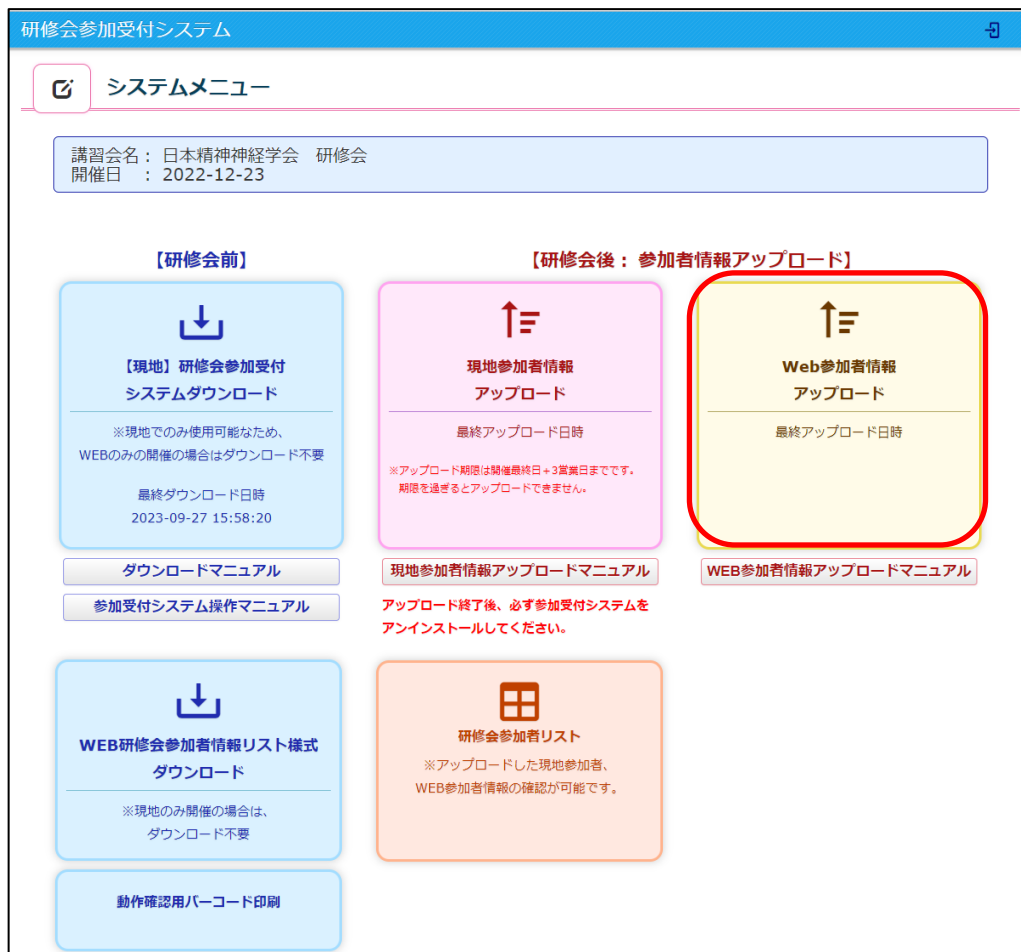 研修会参加受付システム
システムメニュー
講習会名： 日本精神神経学会　研修会
開催日　： 2022-12-23
【研修会前】
【現地】研修会参加受付
システムダウンロード
※現地でのみ使用可能なため、
WEBのみの開催の場合はダウンロード不要
最終ダウンロード日時
2023-09-27 15:58:20
ダウンロードマニュアル
参加受付システム操作マニュアル
【研修会後： 参加者情報アップロード】
現地参加者情報
アップロード
最終アップロード日時
※アップロード期限は開催最終日+3営業日までです。
期限を過ぎるとアップロードできません。
現地参加者情報アップロードマニュアル
アップロード終了後、必ず参加受付システムを
アンインストールしてください。
Web参加者情報
アップロード
最終アップロード日時
WEB参加者情報アップロードマニュアル
WEB研修会参加者情報リスト様式
ダウンロード
※現地のみ開催の場合は、
ダウンロード不要
研修会参加者リスト
※アップロードした現地参加者、
WEB参加者情報の確認が可能です。
動作確認用バーコード印刷